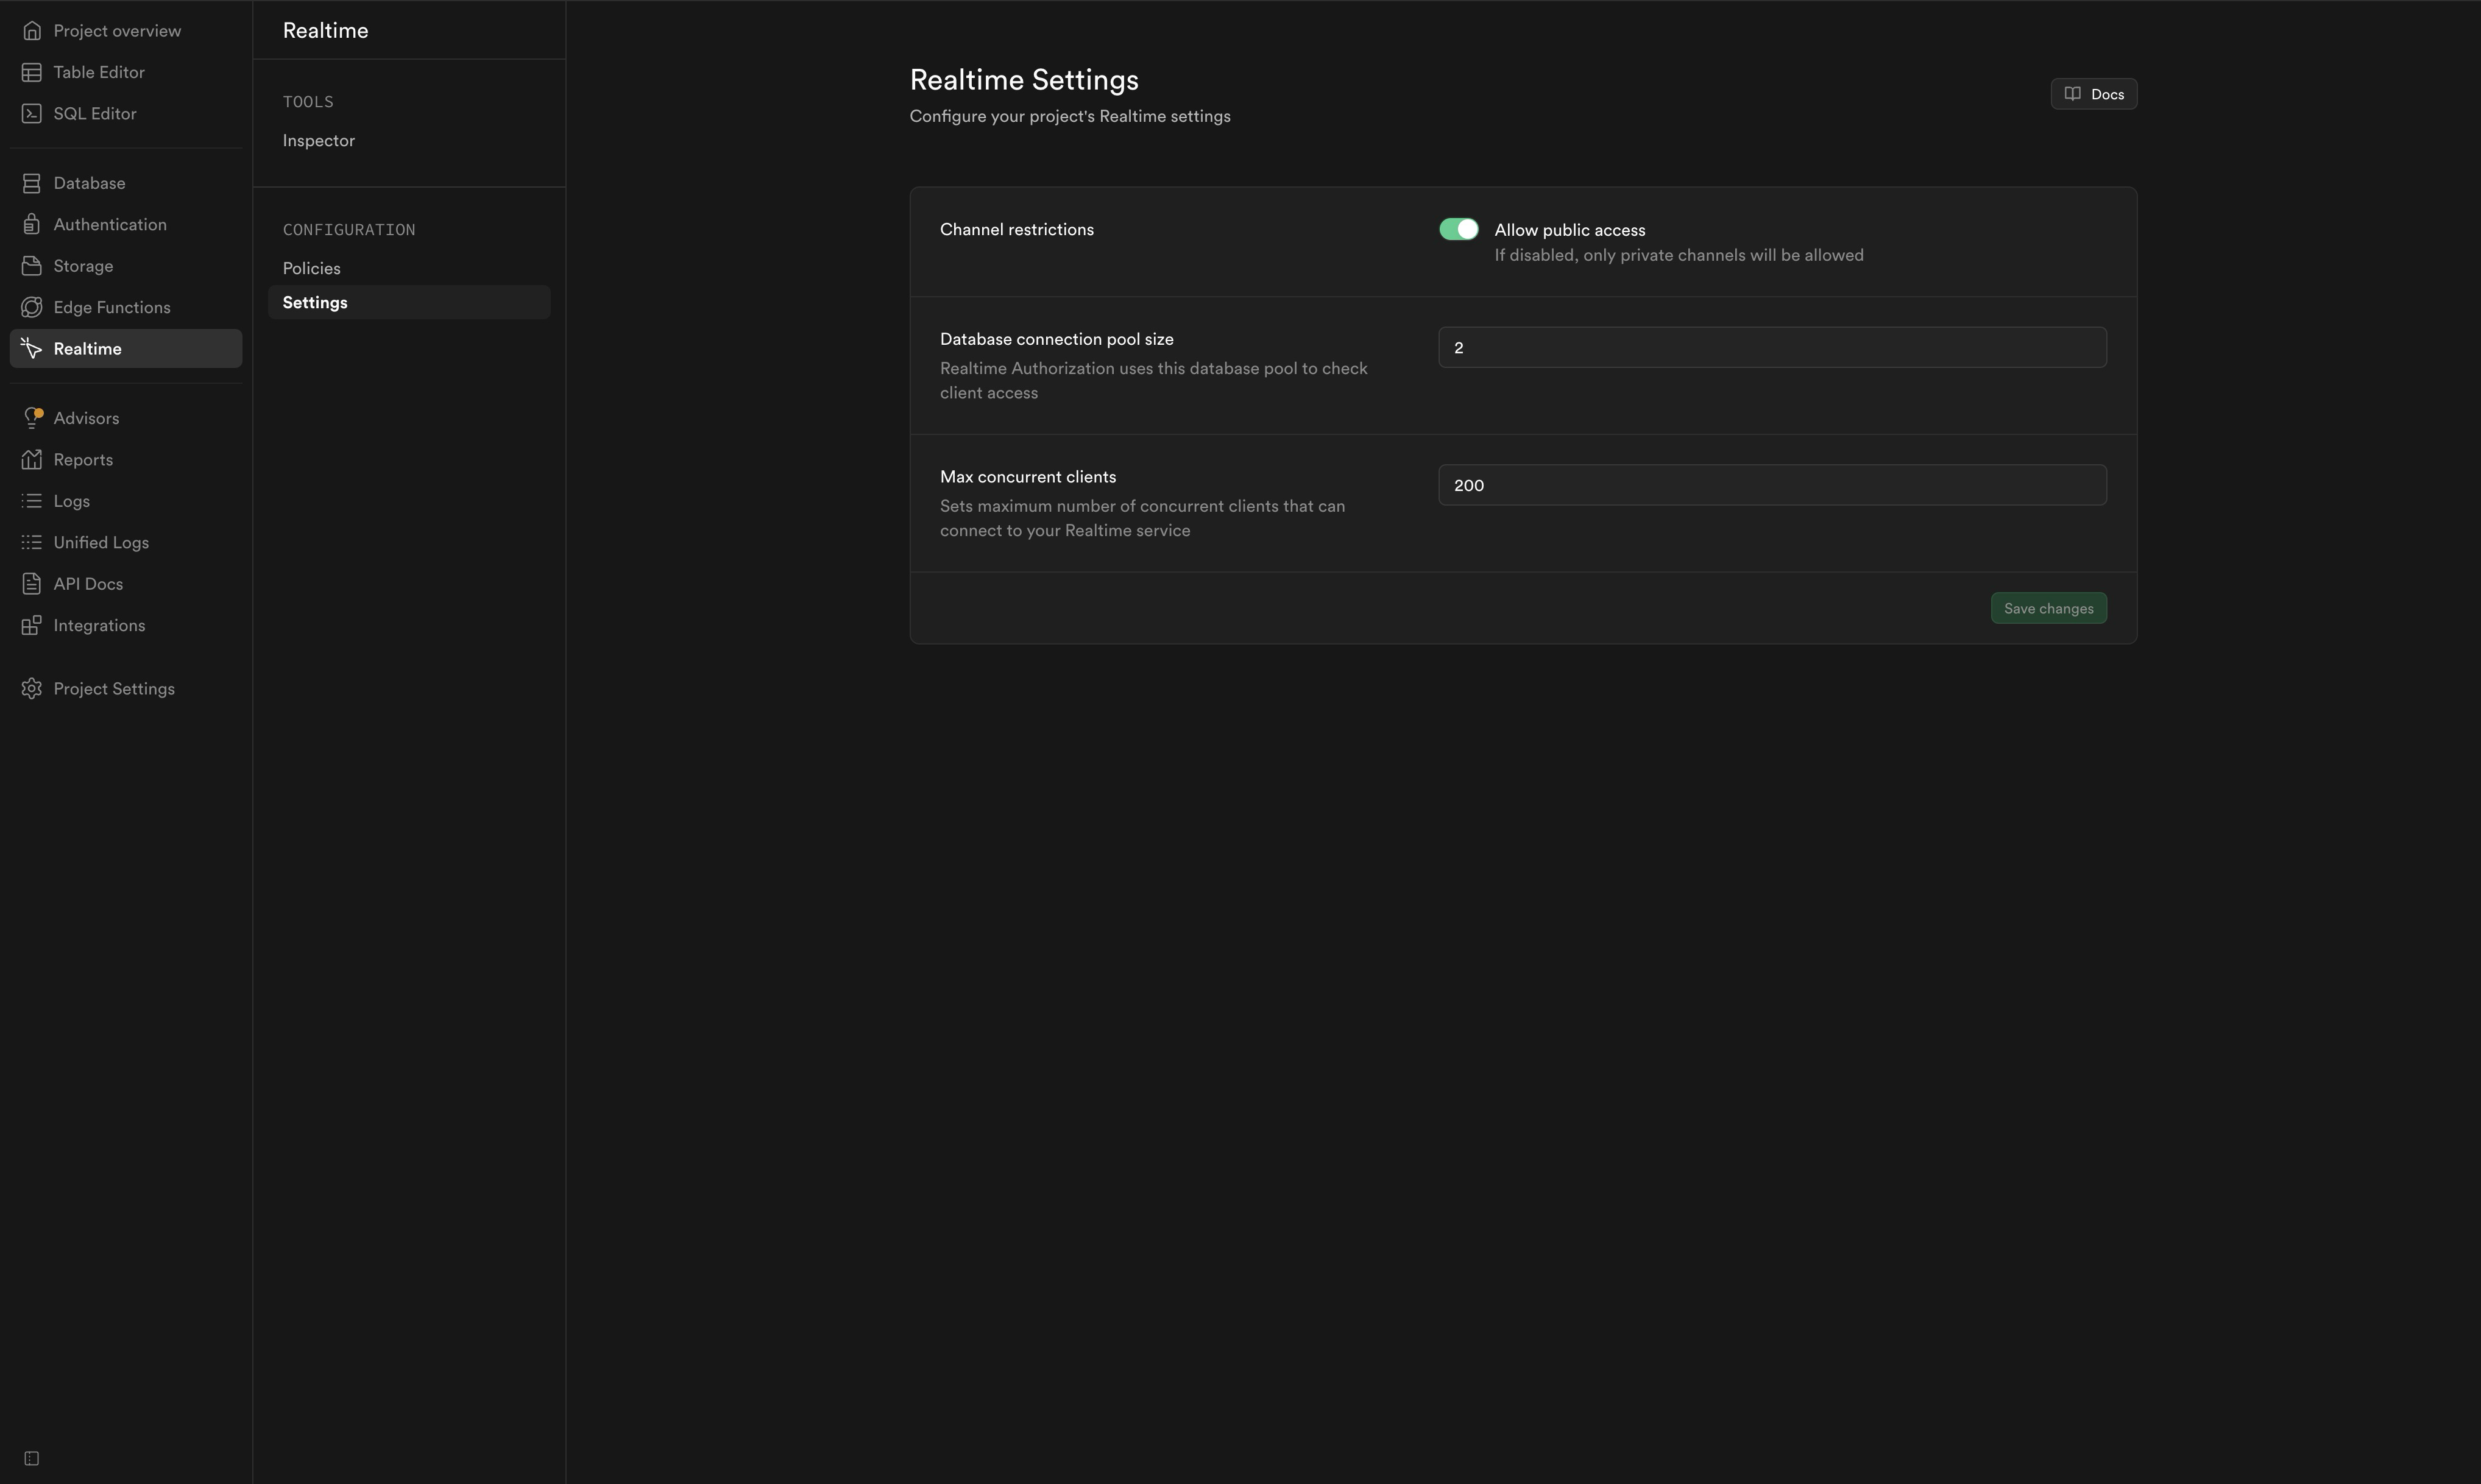 Project overview
Table Editor
SQL Editor
Database
Authentication
Storage
Edge Functions
Realtime
Advisors
Reports
Logs
Unified Logs
API Docs
Integrations
Project Settings
Realtime
TOOLS
Inspector
CONFIGURATION
Policies
Settings
Realtime Settings
Configure your project's Realtime settings
Docs
Channel restrictions
Allow public access
If disabled, only private channels will be allowed
Database connection pool size
Realtime Authorization uses this database pool to check
client access
2
Max concurrent clients
Sets maximum number of concurrent clients that can
connect to your Realtime service
200
Save changes